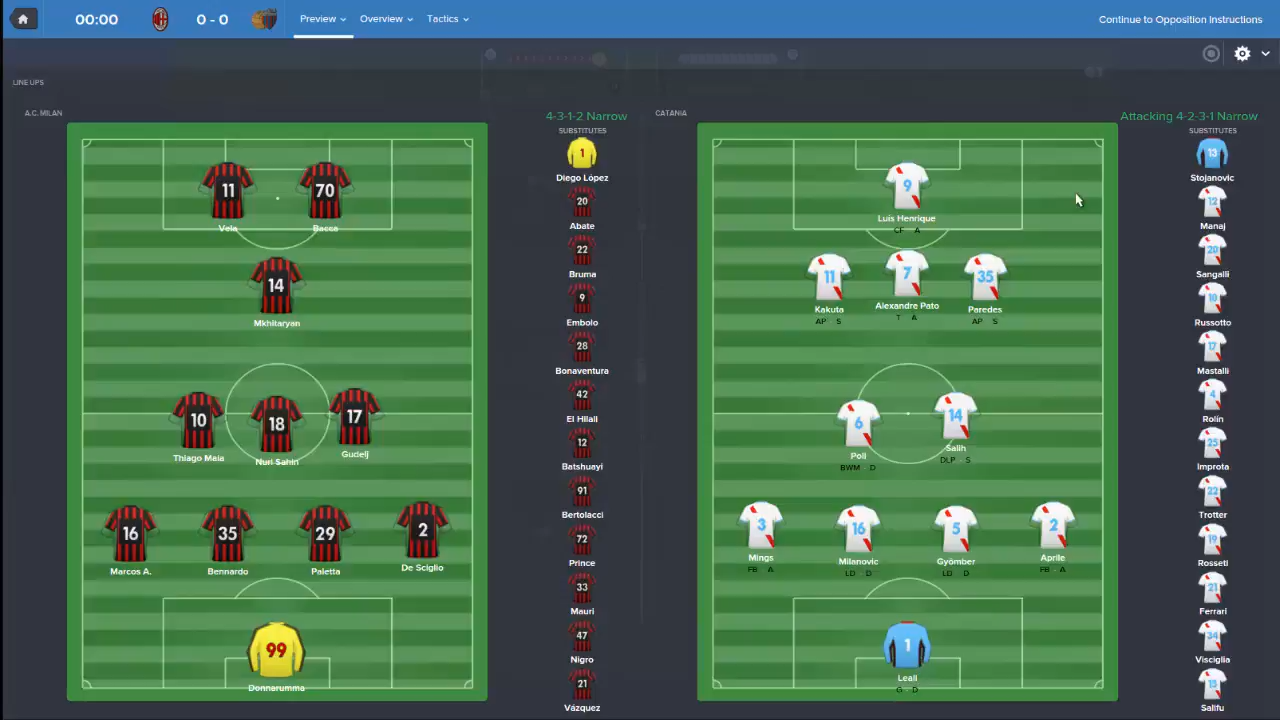 00:00
0 - 0
Preview
Overview
Tactics
Continue to Opposition Instructions
LINE UPS
A.C. MILAN
4-3-1-2 Narrow
SUBSTITUTES
11
Vela
70
Bacca
14
Mkhitaryan
10
Thiago Maia
18
Nuri Sahin
17
Gudelj
16
Marcos A.
35
Bennardo
29
Paletta
2
De Sciglio
99
Donnarumma
1
Diego López
20
Abate
22
Bruma
9
Embolo
28
Bonaventura
42
El Hilali
12
Batshuayi
91
Bertolacci
72
Prince
33
Mauri
47
Nigro
21
Vázquez
CATANIA
Attacking 4-2-3-1 Narrow
SUBSTITUTES
9
Luis Henrique
CF A
11
Kakuta
AP S
7
Alexandre Pato
T A
35
Paredes
AP S
6
Poli
BWM D
14
Salih
DLP S
3
Mings
FB A
16
Milanovic
LD D
5
Gyömber
LD D
2
Aprile
FB A
1
Leali
G D
13
Stojanovic
12
Manaj
20
Sangalli
10
Russotto
17
Mastalli
4
Rolín
25
Improta
22
Trotter
19
Rosseti
21
Ferrari
34
Visciglia
15
Salifu